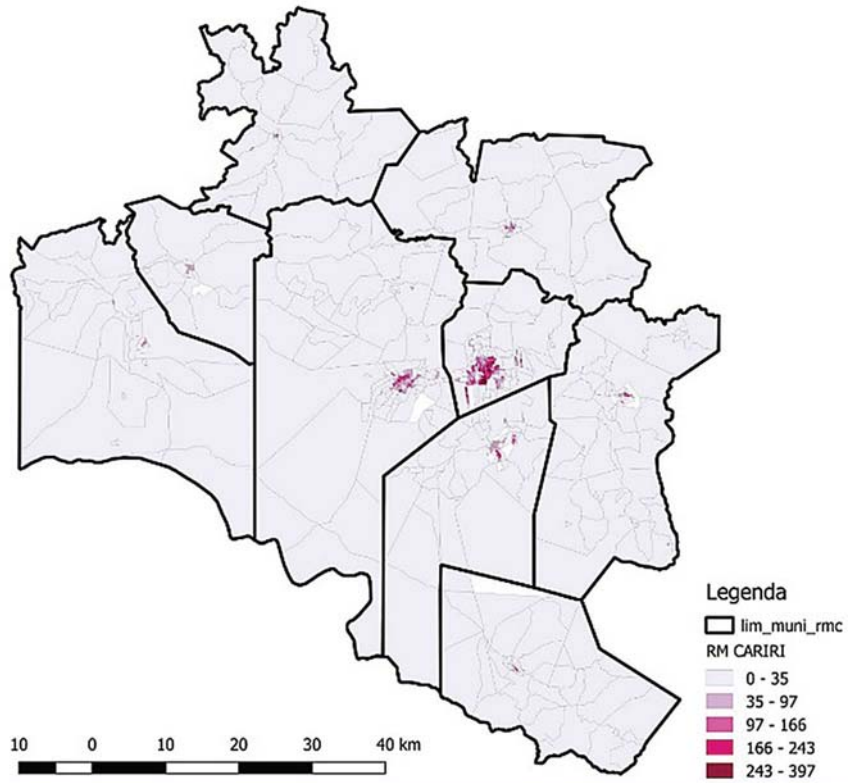 Legenda
lim_muni_rmc
RM CARIRI
0 - 35
35 - 97
97 - 166
166 - 243
243 - 397
10 0 10 20 30 40 km